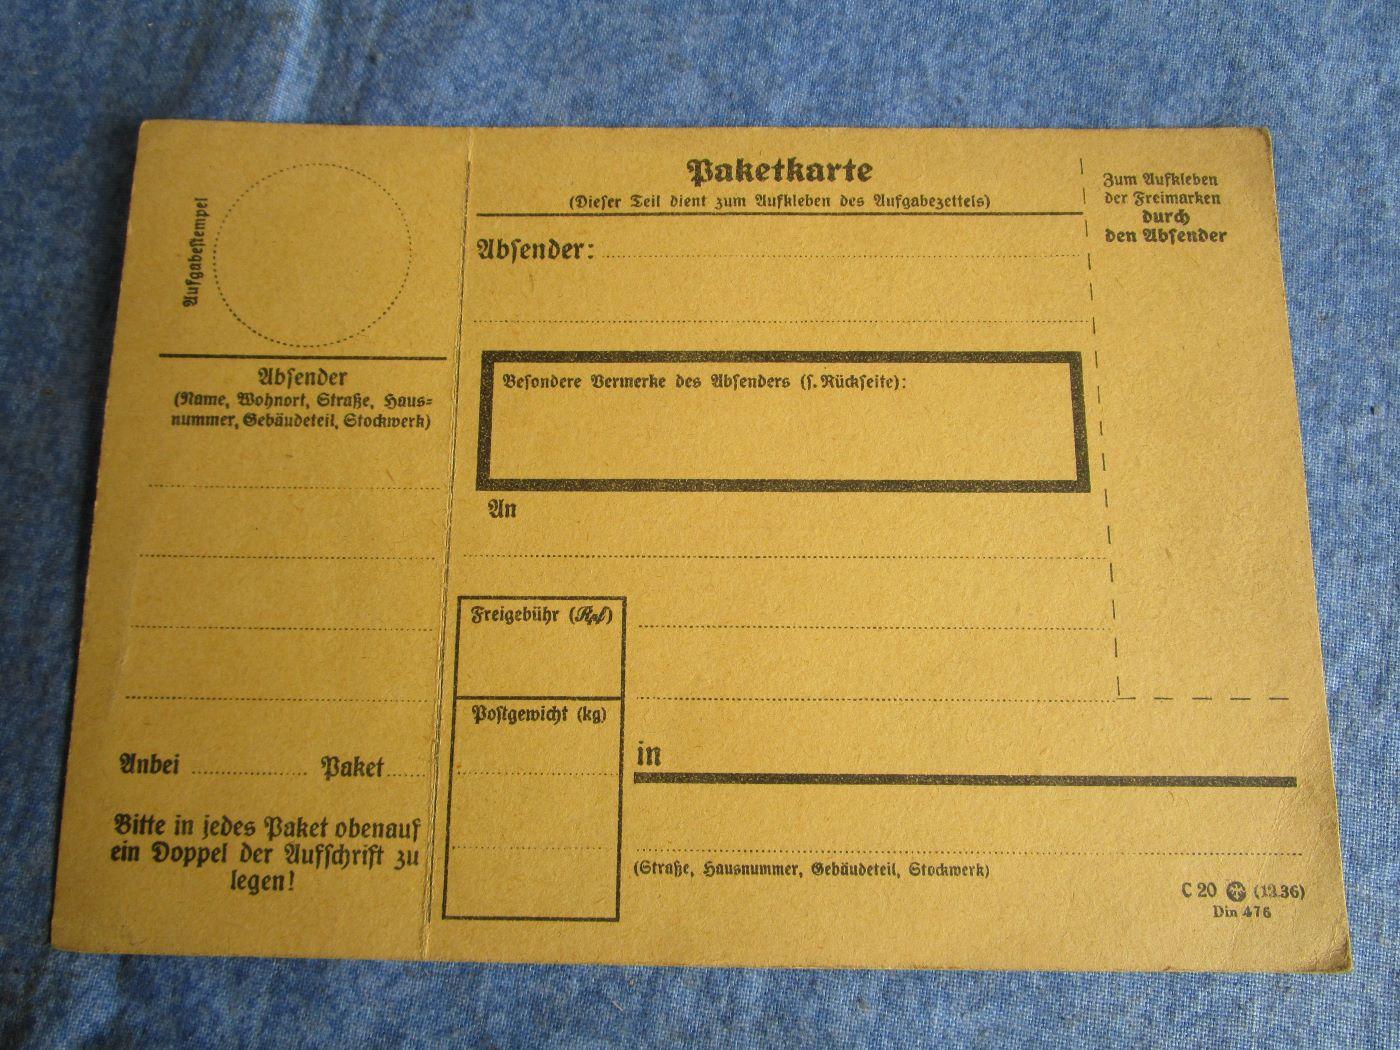 Aufgabestempel
Absender
(Name, Wohnort, Straße, Haus-
nummer, Gebäudeteil, Stockwerk)
Anbei Paket
Bitte in jedes Paket obenauf
ein Doppel der Aufschrift zu
legen!
Paketkarte
(Dieser Teil dient zum Aufkleben des Aufgabezettels)
Absender:
Besondere Vermerke des Absenders (s. Rückseite):
An
Freigebühr (Rpf)
Postgewicht (kg)
in
(Straße, Hausnummer, Gebäudeteil, Stockwerk)
Zum Aufkleben
der Freimarken
durch
den Absender
C 20 (12.36)
Din 476